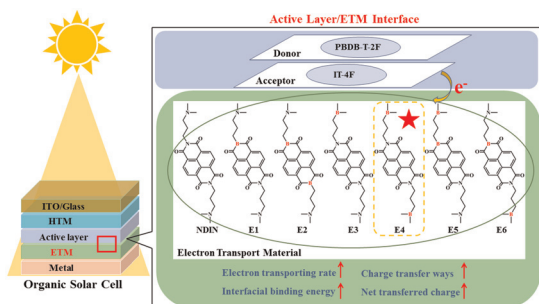 Active Layer/ETM Interface
PBDB-T-2F
Donor
IT-4F
Acceptor
e-
NDIN E1 E2 E3 E4 E5 E6
Electron Transport Material
Electron transporting rate ↑ Charge transfer ways ↑
Interfacial binding energy ↑ Net transferred charge ↑
ITO/Glass
HTM
Active layer
ETM
Metal
Organic Solar Cell